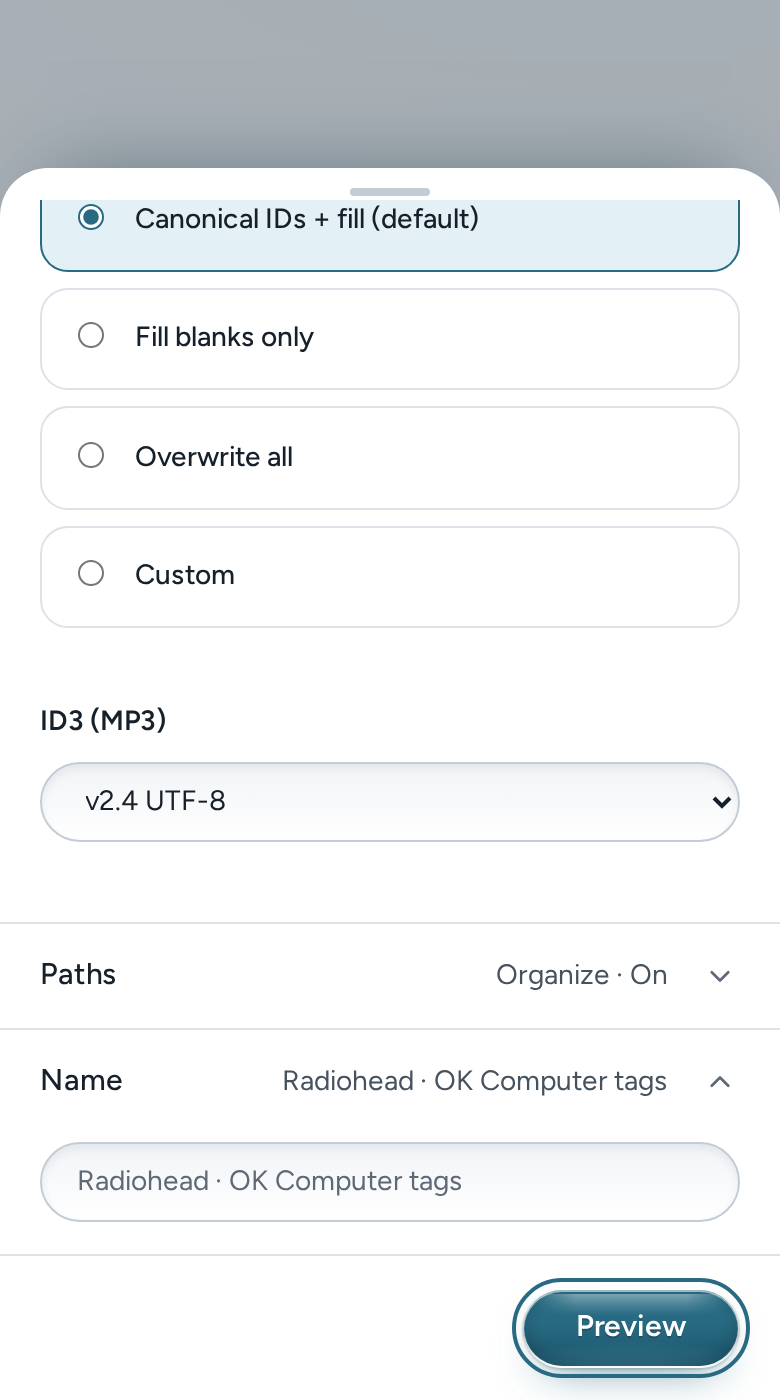 Canonical IDs + fill (default)
Fill blanks only
Overwrite all
Custom
ID3 (MP3)
v2.4 UTF-8
Paths Organize · On
Name Radiohead · OK Computer tags
Radiohead · OK Computer tags
Preview